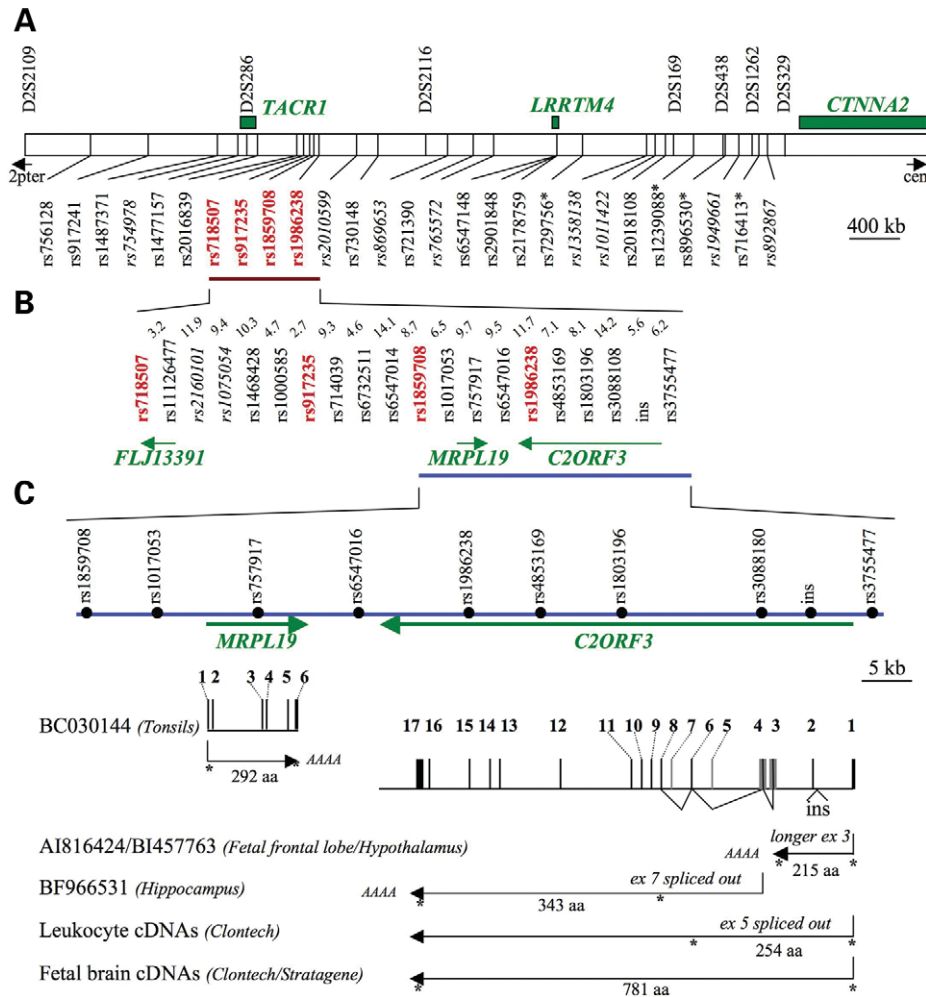 A
D2S2109
D2S286
TACR1
D2S2116
LRRTM4
D2S169
D2S438
D2S1262
D2S329
CTNNA2
2pter
cen
rs756128
rs917241
rs1487371
rs754978
rs1477157
rs2016839
rs718507
rs917235
rs1859708
rs1986238
rs2010599
rs730148
rs869653
rs721390
rs765572
rs6547148
rs2901848
rs2178759
rs729756*
rs1358138
rs1011422
rs2018108
rs1239088*
rs896530*
rs1949661
rs716413*
rs892867
400 kb
B
3.2 11.9 9.4 10.3 4.7 2.7 9.3 4.6 14.1 8.7 6.5 9.7 9.5 11.7 7.1 8.1 14.2 5.6 6.2
rs718507
rs11126477
rs2160101
rs1075054
rs1468428
rs1000585
rs917235
rs714039
rs6732511
rs6547014
rs1859708
rs1017053
rs757917
rs6547016
rs1986238
rs4853169
rs1803196
rs3088108
ins
rs3755477
FLJ13391
MRPL19
C2ORF3
C
rs1859708
rs1017053
rs757917
rs6547016
rs1986238
rs4853169
rs1803196
rs3088180
ins
rs3755477
MRPL19
C2ORF3
5 kb
1 2 3 4 5 6
BC030144 (Tonsils)
17 16 15 14 13 12 11 10 9 8 7 6 5 4 3 2 1
AAAA
* *
292 aa
ins
AI816424/BI457763 (Fetal frontal lobe/Hypothalamus)
AAAA
longer ex 3
* *
215 aa
BF966531 (Hippocampus)
AAAA
ex 7 spliced out
* *
343 aa
Leukocyte cDNAs (Clontech)
ex 5 spliced out
* *
254 aa
Fetal brain cDNAs (Clontech/Stratagene)
* *
781 aa